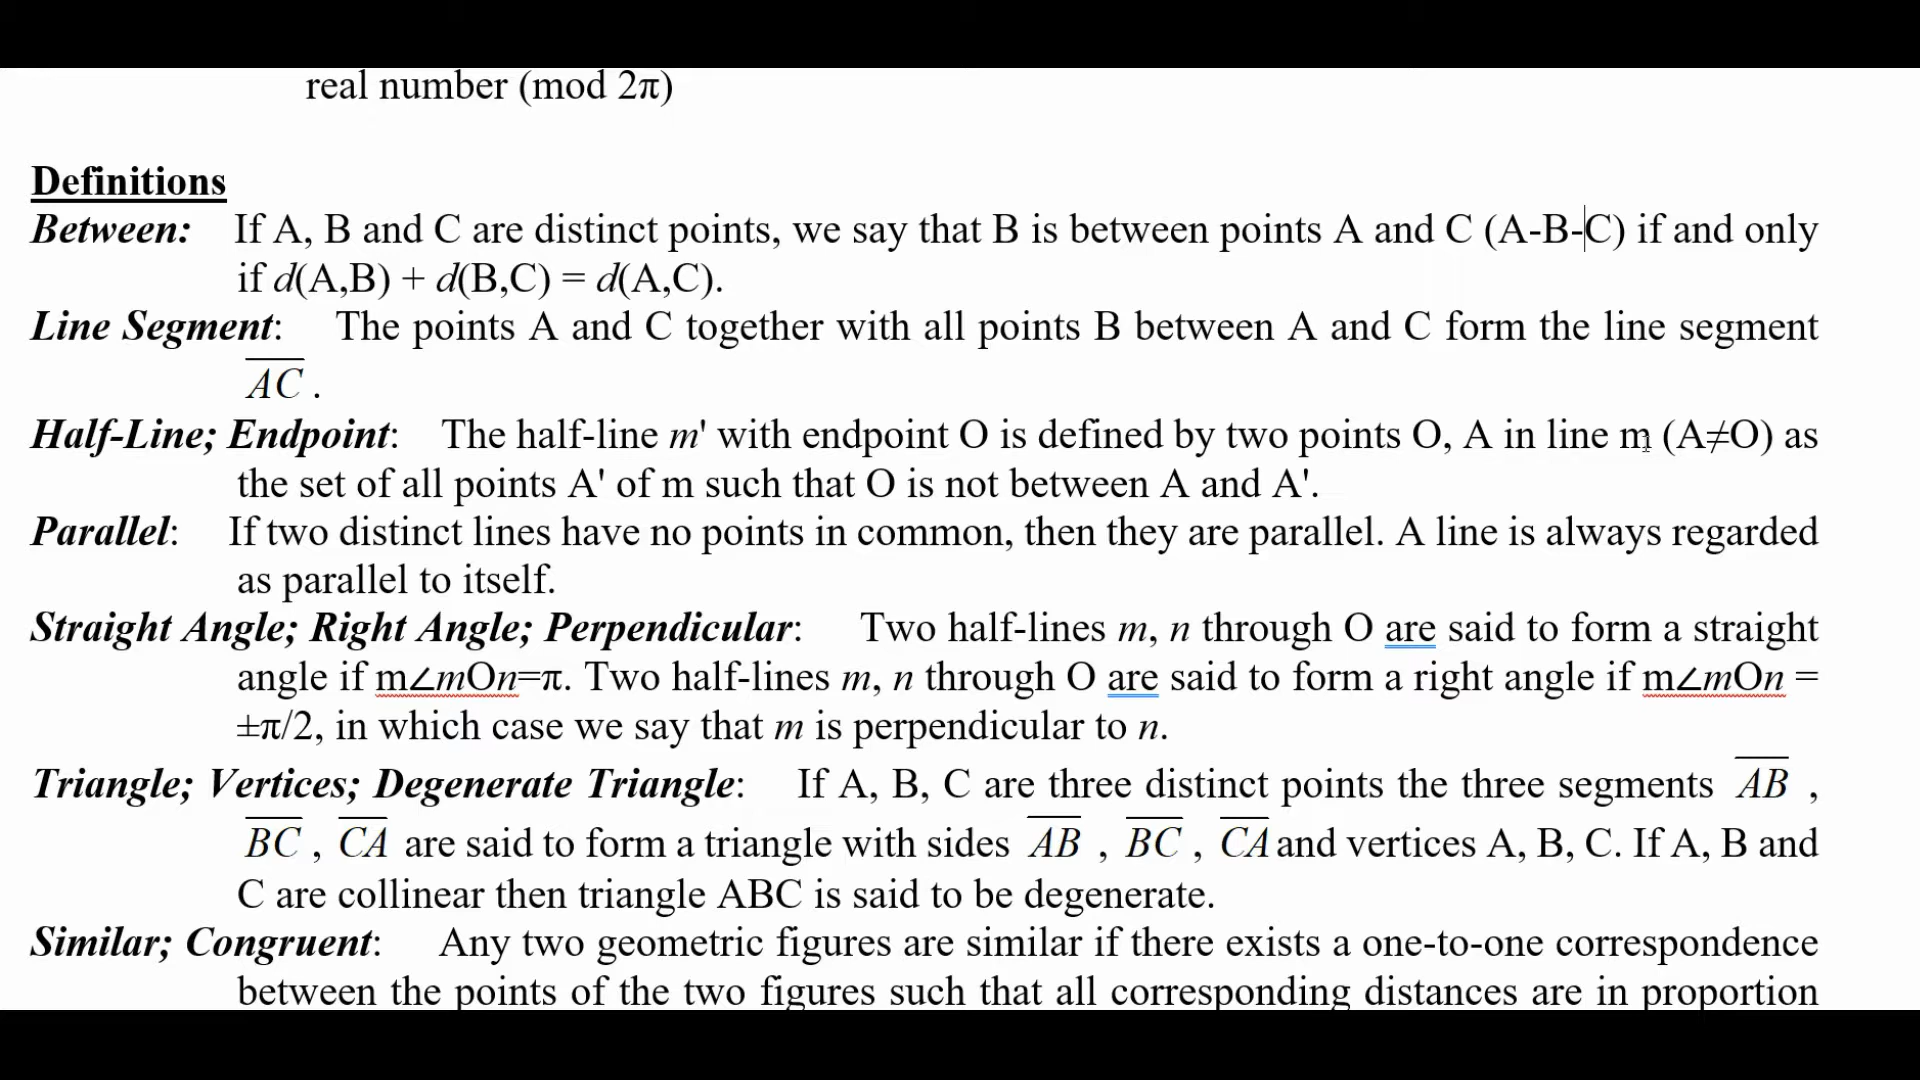 real number (mod 2π)
Definitions
Between: If A, B and C are distinct points, we say that B is between points A and C (A-B-C) if and only
if d(A,B) + d(B,C) = d(A,C).
Line Segment: The points A and C together with all points B between A and C form the line segment
A̅C̅ .
Half-Line; Endpoint: The half-line m' with endpoint O is defined by two points O, A in line m (A≠O) as
the set of all points A' of m such that O is not between A and A'.
Parallel: If two distinct lines have no points in common, then they are parallel. A line is always regarded
as parallel to itself.
Straight Angle; Right Angle; Perpendicular: Two half-lines m, n through O are said to form a straight
angle if m∠mOn=π. Two half-lines m, n through O are said to form a right angle if m∠mOn =
±π/2, in which case we say that m is perpendicular to n.
Triangle; Vertices; Degenerate Triangle: If A, B, C are three distinct points the three segments A̅B̅ ,
B̅C̅ , C̅A̅ are said to form a triangle with sides A̅B̅ , B̅C̅ , C̅A̅ and vertices A, B, C. If A, B and
C are collinear then triangle ABC is said to be degenerate.
Similar; Congruent: Any two geometric figures are similar if there exists a one-to-one correspondence
between the points of the two figures such that all corresponding distances are in proportion